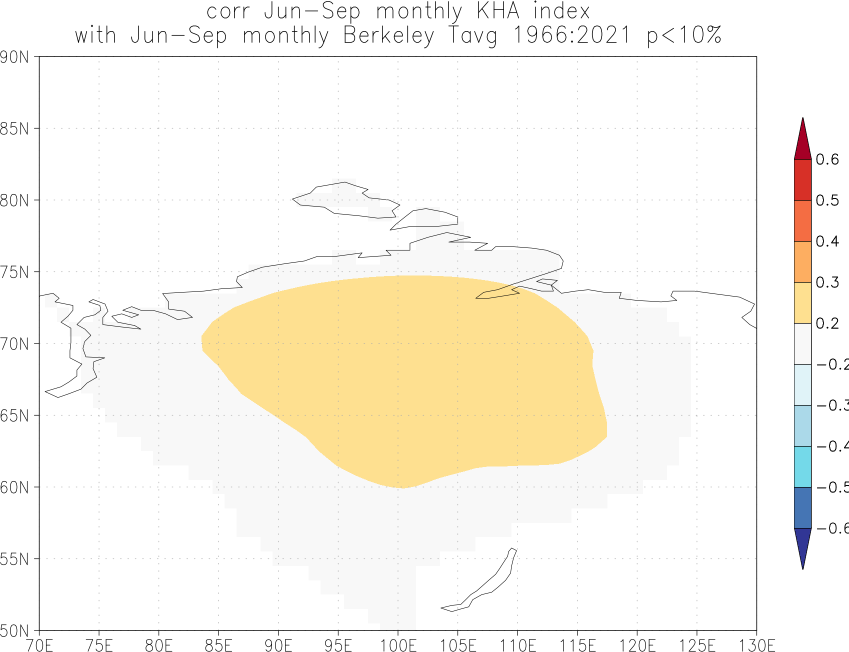 corr Jun-Sep monthly KHA index
with Jun-Sep monthly Berkeley Tavg 1966:2021 p<10%
90N
85N
80N
75N
70N
65N
60N
55N
50N
70E 75E 80E 85E 90E 95E 100E 105E 110E 115E 120E 125E 130E
0.6
0.5
0.4
0.3
0.2
-0.2
-0.3
-0.4
-0.5
-0.6